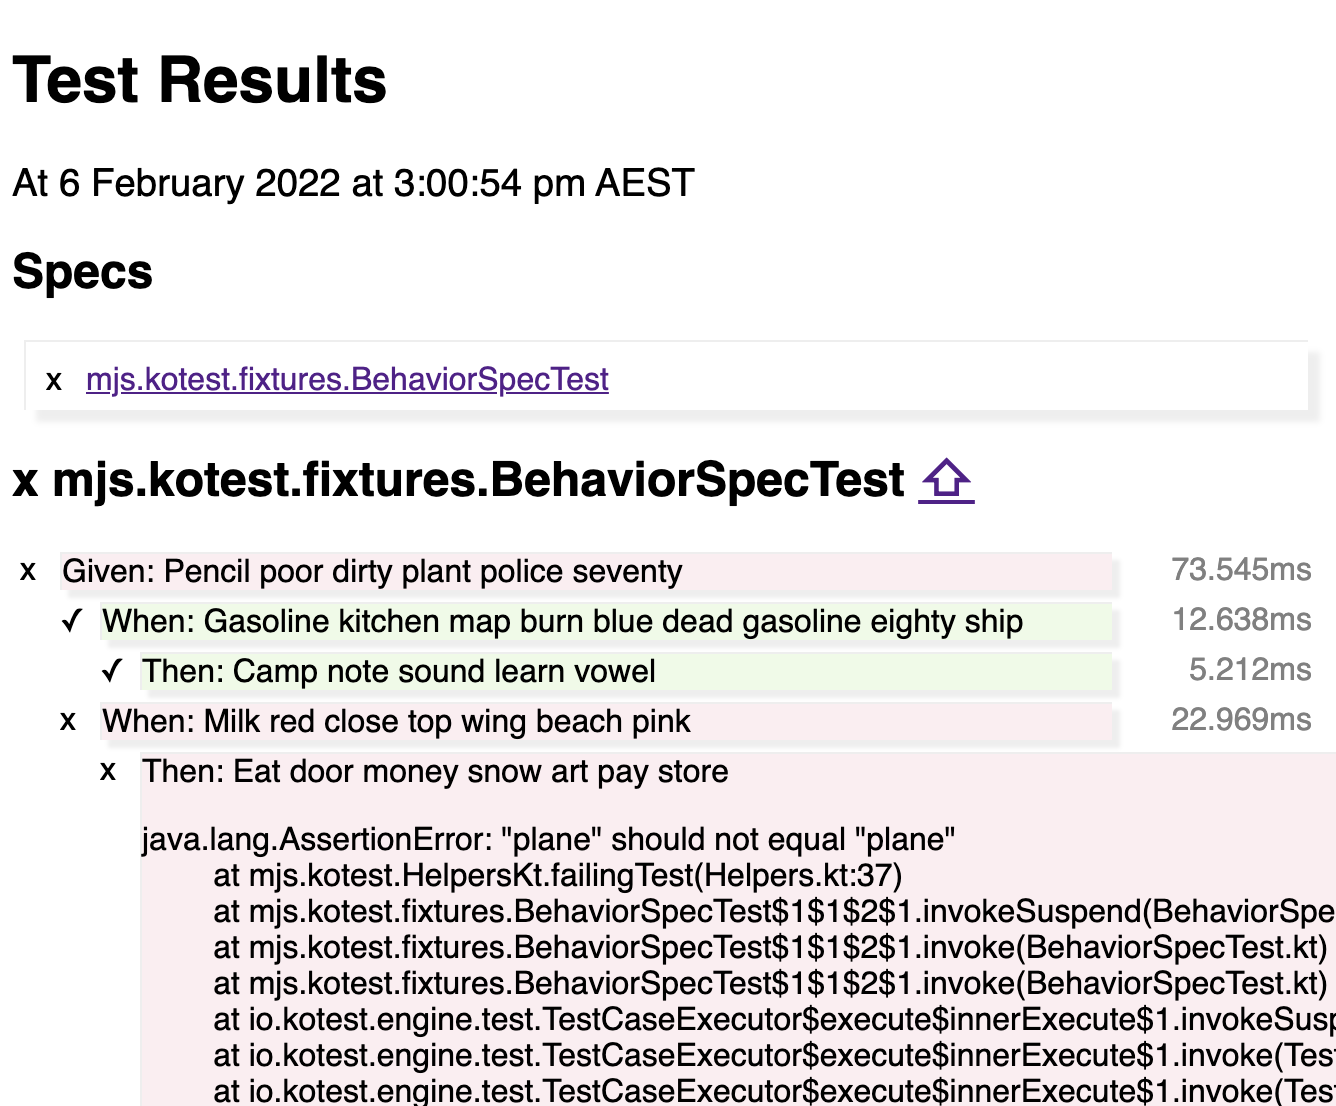 Test Results
At 6 February 2022 at 3:00:54 pm AEST
Specs
x mjs.kotest.fixtures.BehaviorSpecTest
x mjs.kotest.fixtures.BehaviorSpecTest ⇧
x Given: Pencil poor dirty plant police seventy 73.545ms
✓ When: Gasoline kitchen map burn blue dead gasoline eighty ship 12.638ms
✓ Then: Camp note sound learn vowel 5.212ms
x When: Milk red close top wing beach pink 22.969ms
x Then: Eat door money snow art pay store
java.lang.AssertionError: "plane" should not equal "plane"
at mjs.kotest.HelpersKt.failingTest(Helpers.kt:37)
at mjs.kotest.fixtures.BehaviorSpecTest$1$1$2$1.invokeSuspend(BehaviorSpe
at mjs.kotest.fixtures.BehaviorSpecTest$1$1$2$1.invoke(BehaviorSpecTest.kt)
at mjs.kotest.fixtures.BehaviorSpecTest$1$1$2$1.invoke(BehaviorSpecTest.kt)
at io.kotest.engine.test.TestCaseExecutor$execute$innerExecute$1.invokeSusp
at io.kotest.engine.test.TestCaseExecutor$execute$innerExecute$1.invoke(Tes
at io.kotest.engine.test.TestCaseExecutor$execute$innerExecute$1.invoke(Tes